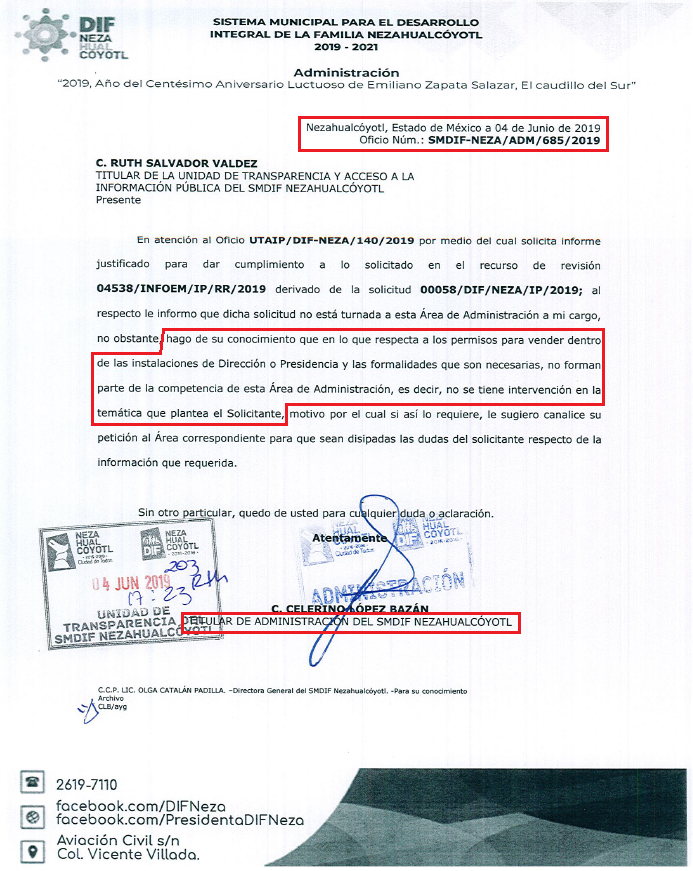 DIF
NEZA
HUAL
CÓYOTL
SISTEMA MUNICIPAL PARA EL DESARROLLO
INTEGRAL DE LA FAMILIA NEZAHUALCÓYOTL
2019 - 2021
Administración
“2019, Año del Centésimo Aniversario Luctuoso de Emiliano Zapata Salazar, El caudillo del Sur”
Nezahualcóyotl, Estado de México a 04 de Junio de 2019
Oficio Núm.: SMDIF-NEZA/ADM/685/2019
C. RUTH SALVADOR VALDEZ
TITULAR DE LA UNIDAD DE TRANSPARENCIA Y ACCESO A LA
INFORMACIÓN PÚBLICA DEL SMDIF NEZAHUALCÓYOTL
Presente
En atención al Oficio UTAIP/DIF-NEZA/140/2019 por medio del cual solicita informe
justificado para dar cumplimiento a lo solicitado en el recurso de revisión
04538/INFOEM/IP/RR/2019 derivado de la solicitud 00058/DIF/NEZA/IP/2019; al
respecto le informo que dicha solicitud no está turnada a esta Área de Administración a mi cargo,
no obstante, hago de su conocimiento que en lo que respecta a los permisos para vender dentro
de las instalaciones de Dirección o Presidencia y las formalidades que son necesarias, no forman
parte de la competencia de esta Área de Administración, es decir, no se tiene intervención en la
temática que plantea el Solicitante, motivo por el cual si así lo requiere, le sugiero canalice su
petición al Área correspondiente para que sean disipadas las dudas del solicitante respecto de la
información que requerida.
Sin otro particular, quedo de usted para cualquier duda o aclaración.
Atentamente
NEZA
HUAL
CÓYOTL
Ciudad de Todos
DIF
NEZA
HUAL
CÓYOTL
04 JUN 2019
203
17:23
UNIDAD DE
TRANSPARENCIA DEL
SMDIF NEZAHUALCÓYOTL
ADMINISTRACIÓN
C. CELERINO LÓPEZ BAZÁN
TITULAR DE ADMINISTRACIÓN DEL SMDIF NEZAHUALCÓYOTL
C.C.P. LIC. OLGA CATALÁN PADILLA. –Directora General del SMDIF Nezahualcóyotl. -Para su conocimiento
Archivo
CLB/ayg
2619-7110
facebook.com/DIFNeza
facebook.com/PresidentaDIFNeza
Aviación Civil s/n
Col. Vicente Villada.